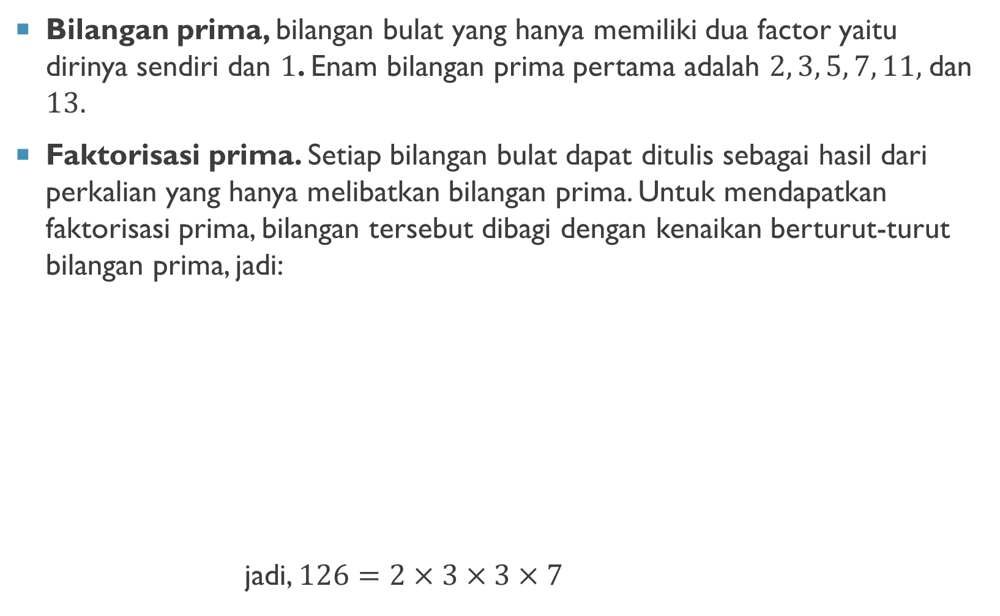 ▪ Bilangan prima, bilangan bulat yang hanya memiliki dua factor yaitu
dirinya sendiri dan 1. Enam bilangan prima pertama adalah 2, 3, 5, 7, 11, dan
13.
▪ Faktorisasi prima. Setiap bilangan bulat dapat ditulis sebagai hasil dari
perkalian yang hanya melibatkan bilangan prima. Untuk mendapatkan
faktorisasi prima, bilangan tersebut dibagi dengan kenaikan berturut-turut
bilangan prima, jadi:
jadi, 126 = 2 × 3 × 3 × 7